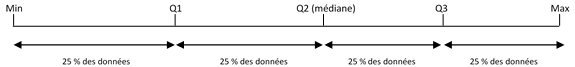 Min Q1 Q2 (médiane) Q3 Max
25 % des données 25 % des données 25 % des données 25 % des données